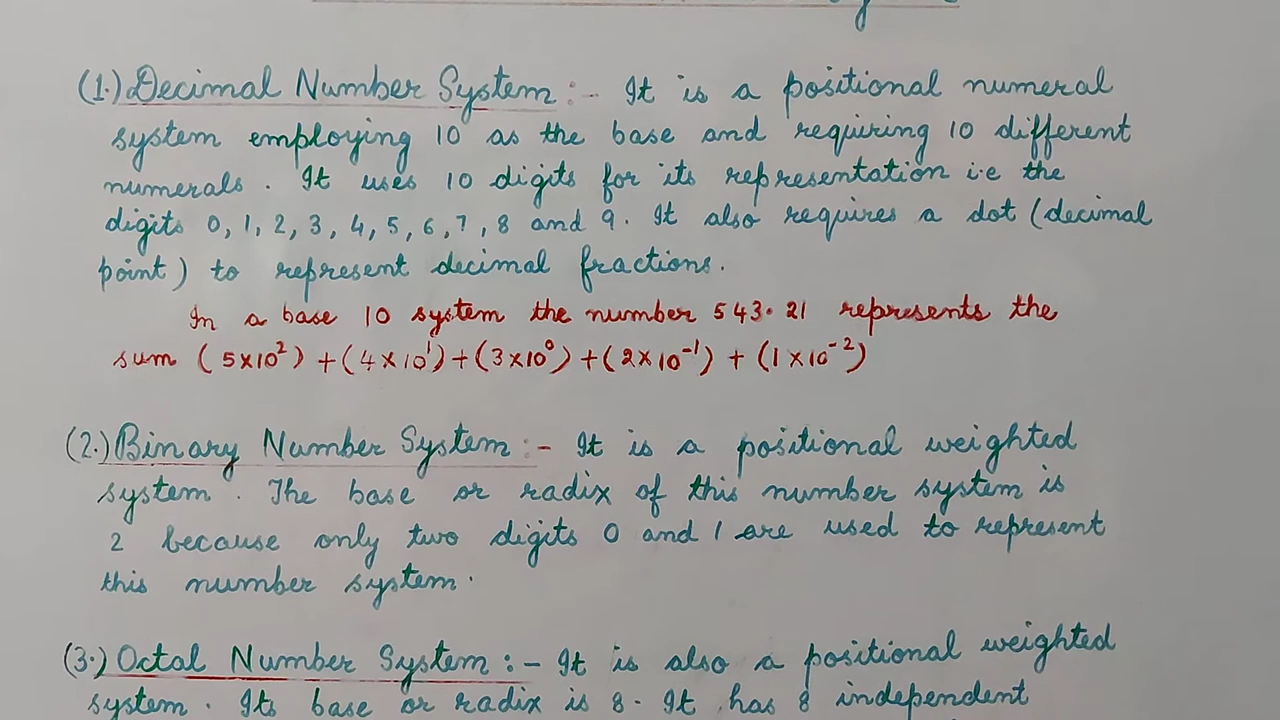 (1.) Decimal Number System :- It is a positional numeral
system employing 10 as the base and requiring 10 different
numerals. It uses 10 digits for its representation i.e the
digits 0, 1, 2, 3, 4, 5, 6, 7, 8 and 9. It also requires a dot (decimal
point) to represent decimal fractions.
In a base 10 system the number 543.21 represents the
sum (5×10²) + (4×10¹) + (3×10⁰) + (2×10⁻¹) + (1×10⁻²)
(2.) Binary Number System :- It is a positional weighted
system. The base or radix of this number system is
2 because only two digits 0 and 1 are used to represent
this number system.
(3.) Octal Number System :- It is also a positional weighted
system. Its base or radix is 8. It has 8 independent